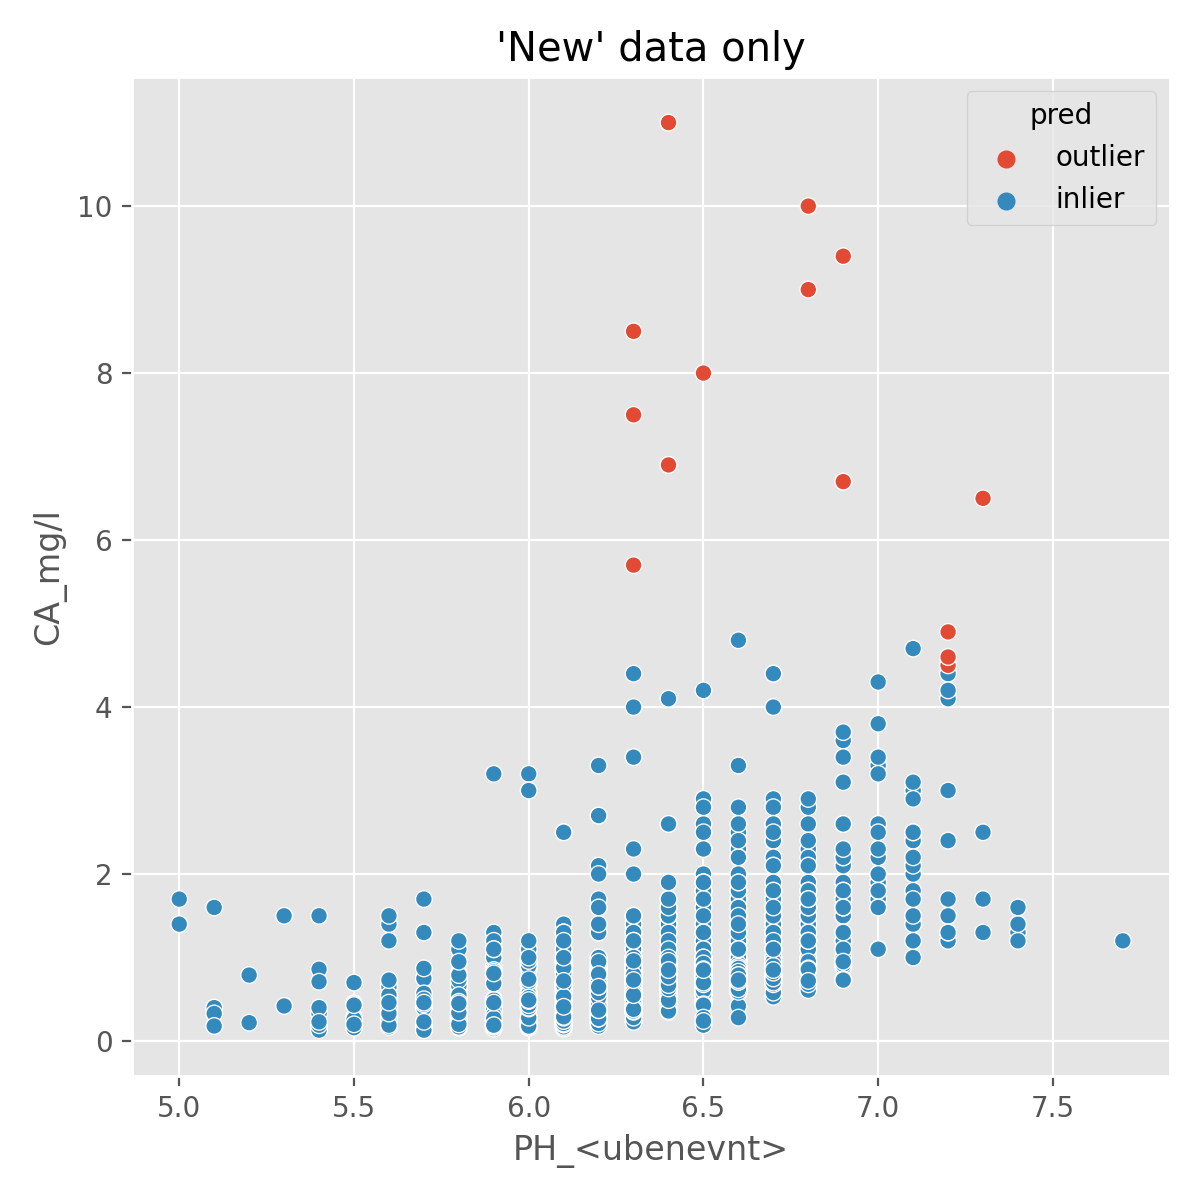 'New' data only
pred
outlier
inlier
10
8
6
4
2
0
CA_mg/l
5.0 5.5 6.0 6.5 7.0 7.5
PH_<ubenevnt>